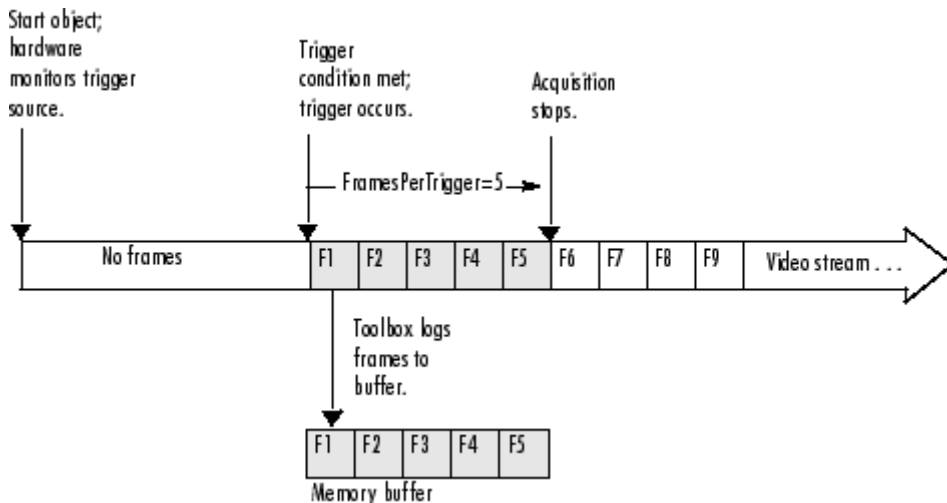 Start object;
hardware
monitors trigger
source.
Trigger
condition met;
trigger occurs.
Acquisition
stops.
FramesPerTrigger=5
No frames
F1 F2 F3 F4 F5 F6 F7 F8 F9 Video stream . . .
Toolbox logs
frames to
buffer.
F1 F2 F3 F4 F5
Memory buffer